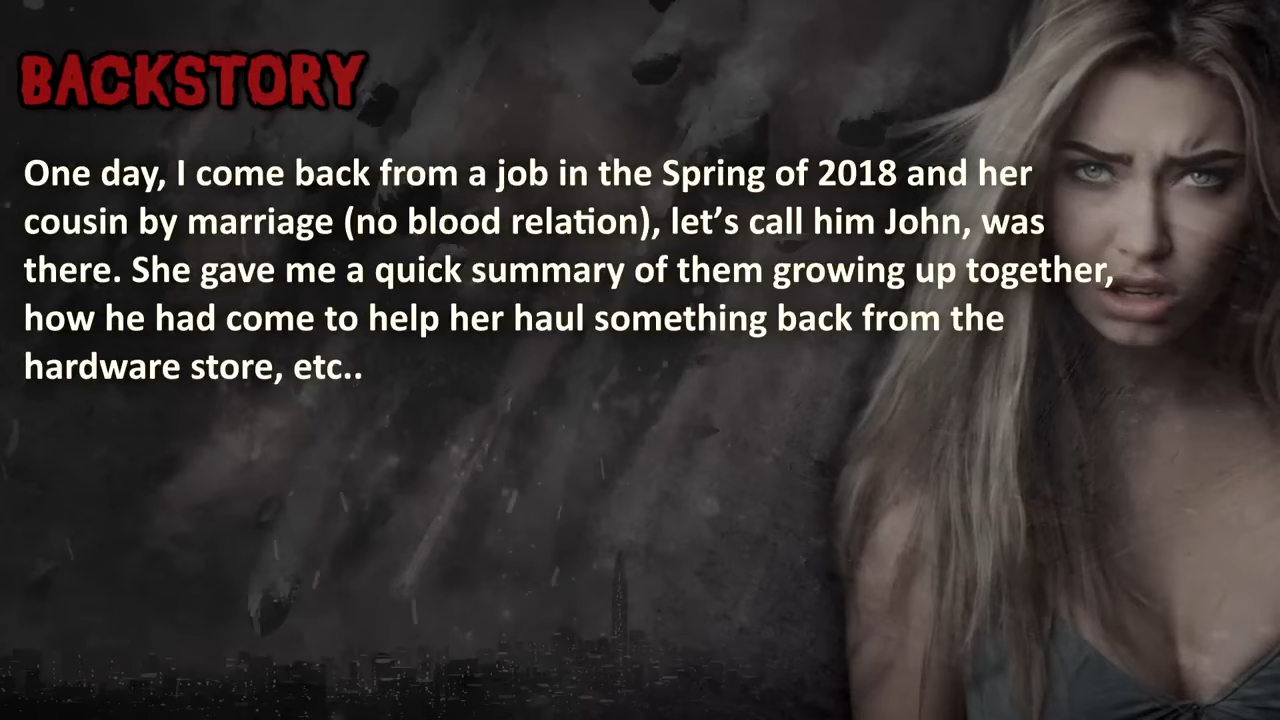 BACKSTORY
One day, I come back from a job in the Spring of 2018 and her
cousin by marriage (no blood relation), let’s call him John, was
there. She gave me a quick summary of them growing up together,
how he had come to help her haul something back from the
hardware store, etc..